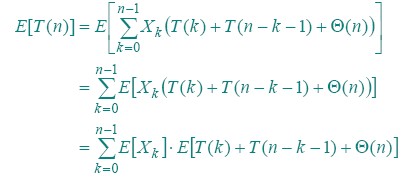 E[T(n)] = E[∑_{k=0}^{n−1} X_k(T(k) + T(n−k−1) + Θ(n))]
= ∑_{k=0}^{n−1} E[X_k(T(k) + T(n−k−1) + Θ(n))]
= ∑_{k=0}^{n−1} E[X_k] · E[T(k) + T(n−k−1) + Θ(n)]